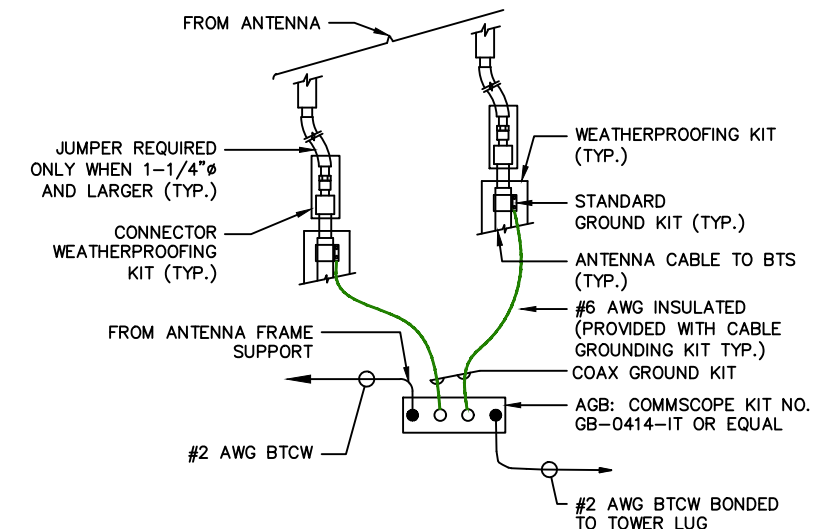 FROM ANTENNA
JUMPER REQUIRED
ONLY WHEN 1-1/4"ø
AND LARGER (TYP.)
CONNECTOR
WEATHERPROOFING
KIT (TYP.)
FROM ANTENNA FRAME
SUPPORT
#2 AWG BTCW
WEATHERPROOFING KIT
(TYP.)
STANDARD
GROUND KIT (TYP.)
ANTENNA CABLE TO BTS
(TYP.)
#6 AWG INSULATED
(PROVIDED WITH CABLE
GROUNDING KIT TYP.)
COAX GROUND KIT
AGB: COMMSCOPE KIT NO.
GB-0414-IT OR EQUAL
#2 AWG BTCW BONDED
TO TOWER LUG